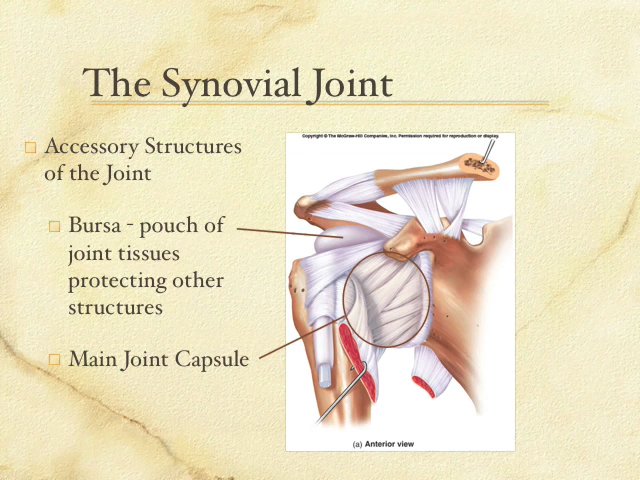 The Synovial Joint
Accessory Structures
of the Joint
Bursa - pouch of
joint tissues
protecting other
structures
Main Joint Capsule
Copyright © The McGraw-Hill Companies, Inc. Permission required for reproduction or display.
(a) Anterior view